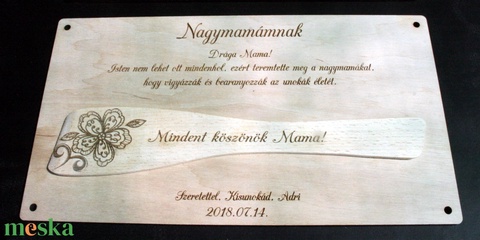 Nagymamámnak
Drága Mama!
Isten nem lehet ott mindenhol, ezért teremtette meg a nagymamákat,
hogy vigyázzák és bearanyozzák az unokák életét.
Mindent köszönök Mama!
Szeretettel, Kisunokád, Adri
2018.07.14.
meska